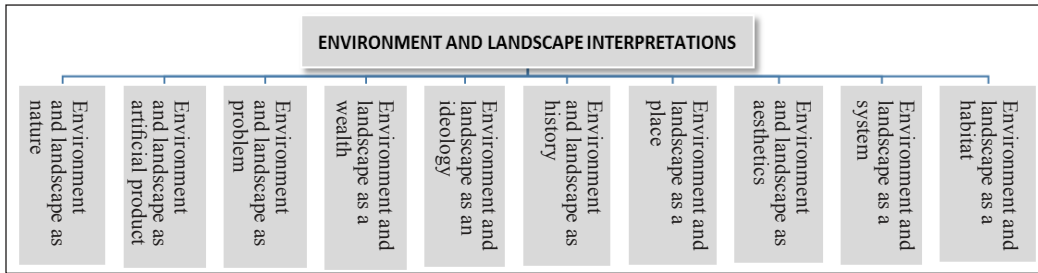 ENVIRONMENT AND LANDSCAPE INTERPRETATIONS
Environment
and landscape as
nature
Environment
and landscape as
artificial product
Environment
and landscape as
problem
Environment and
landscape as a
wealth
Environment and
landscape as an
ideology
Environment
and landscape as
history
Environment and
landscape as a
place
Environment
and landscape as
aesthetics
Environment and
landscape as a
system
Environment and
landscape as a
habitat